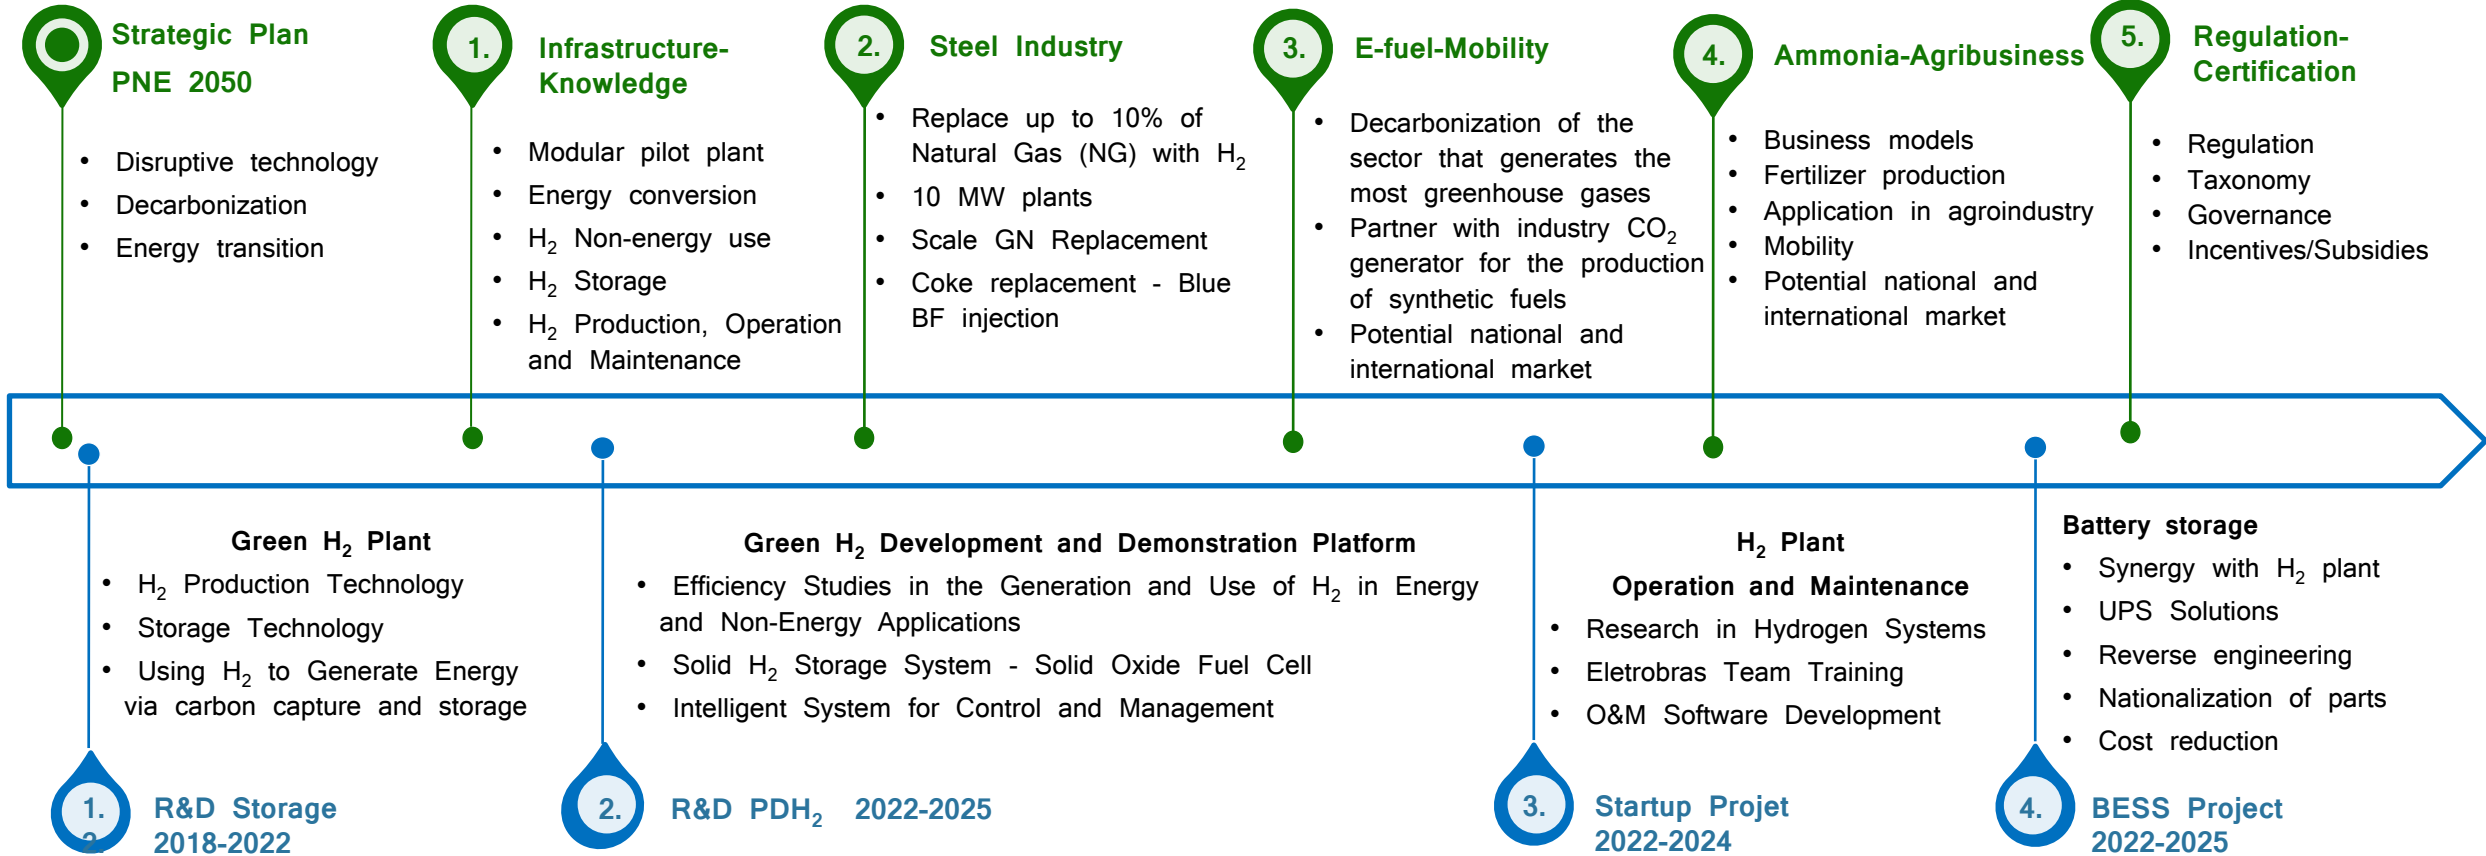 Strategic Plan
PNE 2050
• Disruptive technology
• Decarbonization
• Energy transition
1.
Infrastructure-
Knowledge
• Modular pilot plant
• Energy conversion
• H₂ Non-energy use
• H₂ Storage
• H₂ Production, Operation
and Maintenance
2.
Steel Industry
• Replace up to 10% of
Natural Gas (NG) with H₂
• 10 MW plants
• Scale GN Replacement
• Coke replacement - Blue
BF injection
3.
E-fuel-Mobility
• Decarbonization of the
sector that generates the
most greenhouse gases
• Partner with industry CO₂
generator for the production
of synthetic fuels
• Potential national and
international market
4.
Ammonia-Agribusiness
• Business models
• Fertilizer production
• Application in agroindustry
• Mobility
• Potential national and
international market
5.
Regulation-
Certification
• Regulation
• Taxonomy
• Governance
• Incentives/Subsidies
Green H₂ Plant
• H₂ Production Technology
• Storage Technology
• Using H₂ to Generate Energy
via carbon capture and storage
1.
2.
R&D Storage
2018-2022
Green H₂ Development and Demonstration Platform
• Efficiency Studies in the Generation and Use of H₂ in Energy
and Non-Energy Applications
• Solid H₂ Storage System - Solid Oxide Fuel Cell
• Intelligent System for Control and Management
2.
R&D PDH₂ 2022-2025
H₂ Plant
Operation and Maintenance
• Research in Hydrogen Systems
• Eletrobras Team Training
• O&M Software Development
3.
Startup Projet
2022-2024
Battery storage
• Synergy with H₂ plant
• UPS Solutions
• Reverse engineering
• Nationalization of parts
• Cost reduction
4.
BESS Project
2022-2025